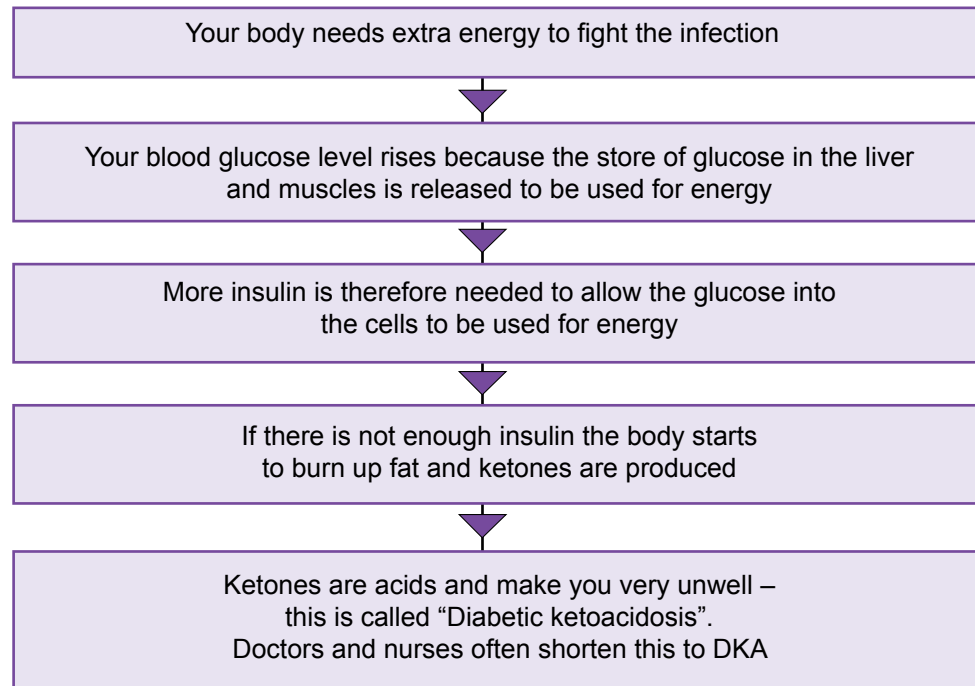 Your body needs extra energy to fight the infection
Your blood glucose level rises because the store of glucose in the liver
and muscles is released to be used for energy
More insulin is therefore needed to allow the glucose into
the cells to be used for energy
If there is not enough insulin the body starts
to burn up fat and ketones are produced
Ketones are acids and make you very unwell –
this is called “Diabetic ketoacidosis”.
Doctors and nurses often shorten this to DKA